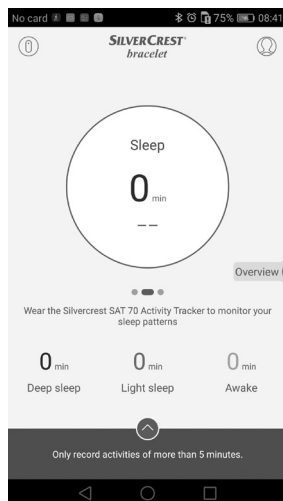 No card 75% 08:41
SILVERCREST®
bracelet
Sleep
0 min
--
Overview
Wear the Silvercrest SAT 70 Activity Tracker to monitor your
sleep patterns
0 min 0 min 0 min
Deep sleep Light sleep Awake
Only record activities of more than 5 minutes.